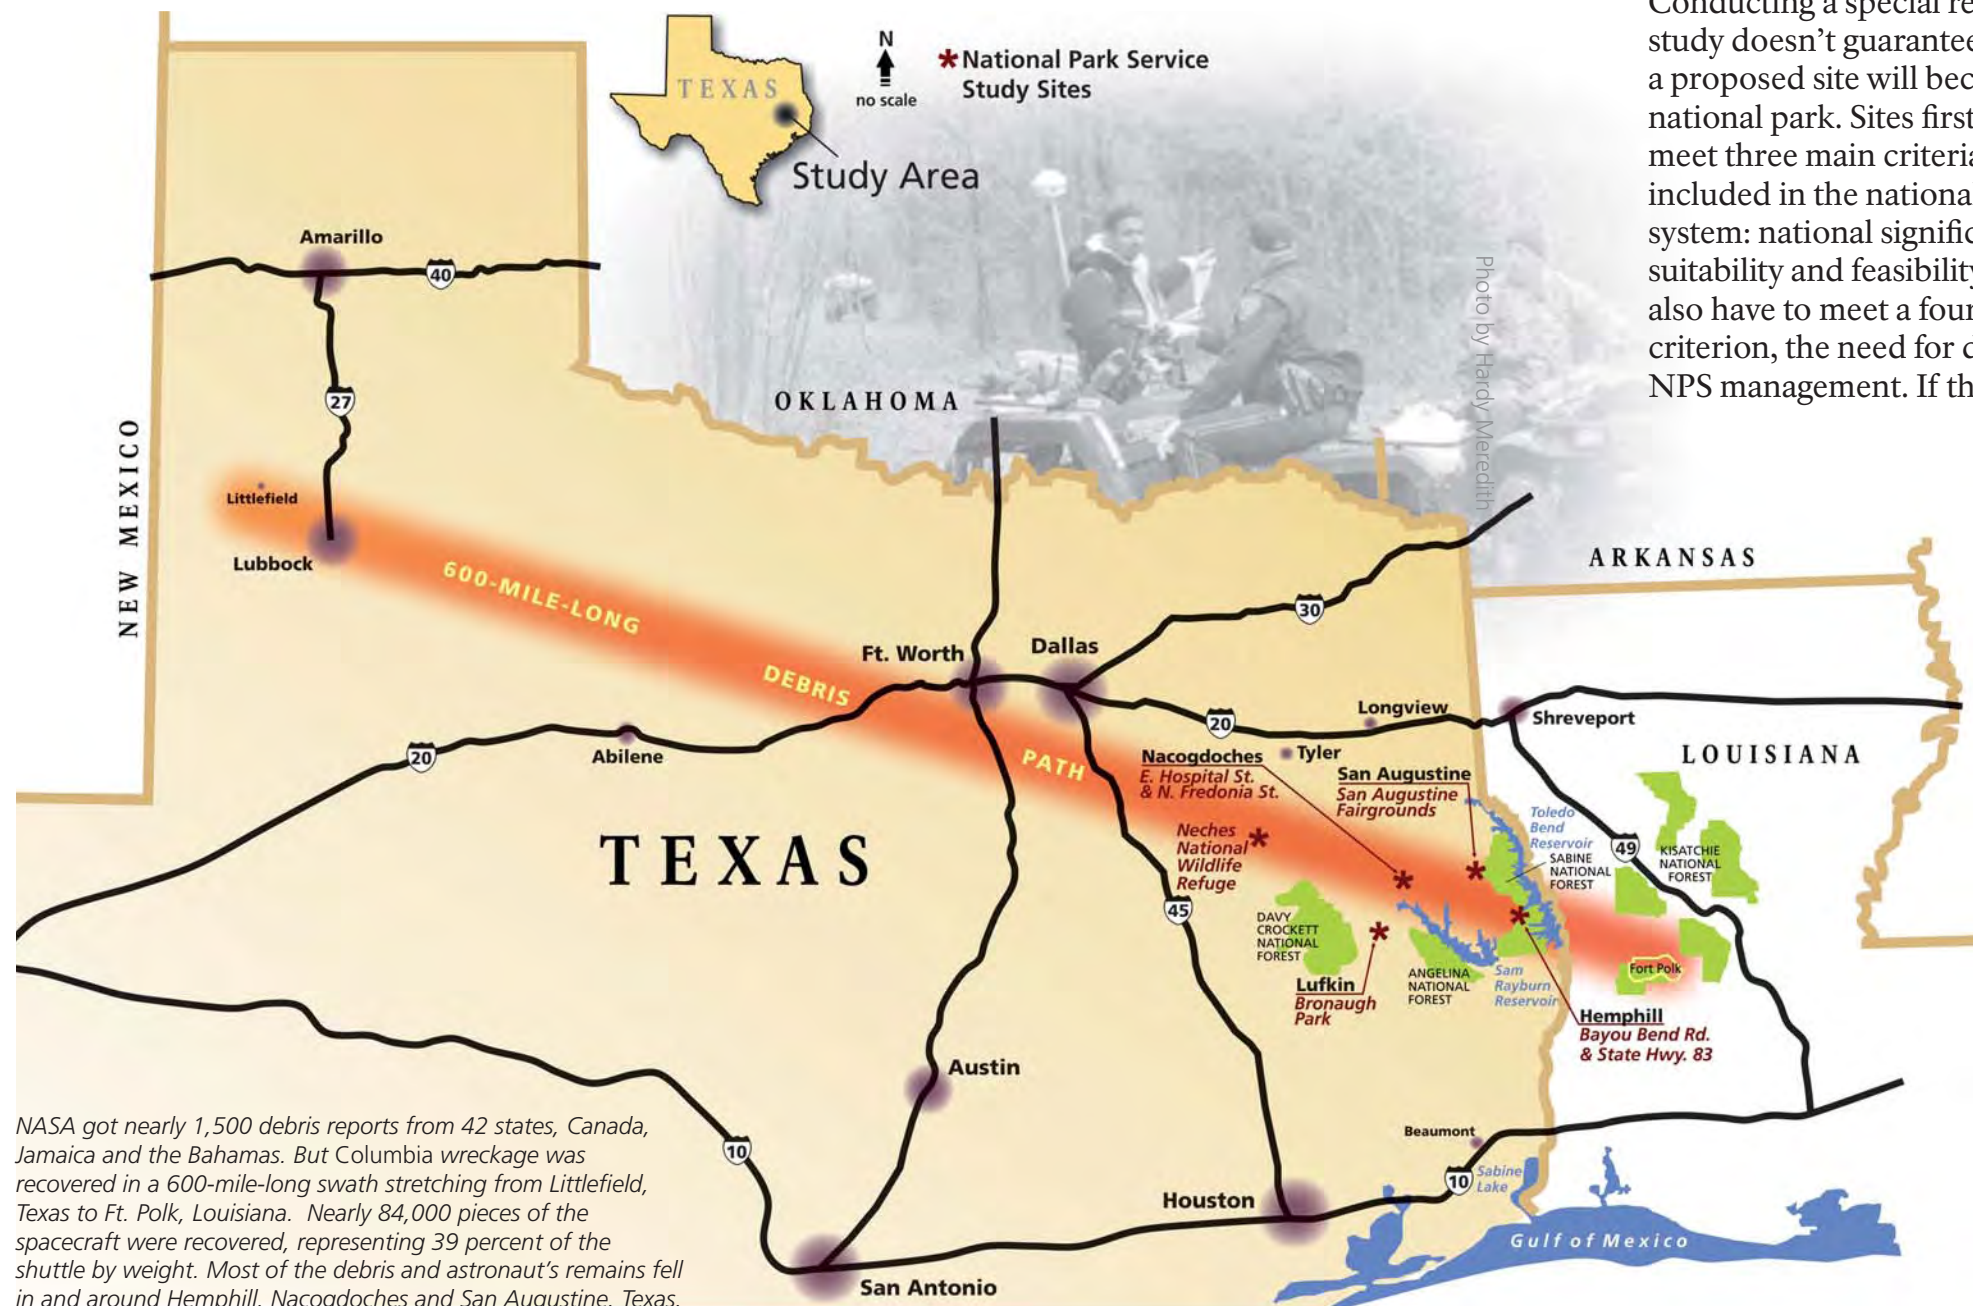 Conducting a special re
study doesn't guarantee
a proposed site will bec
national park. Sites first
meet three main criteria
included in the national
system: national signific
suitability and feasibility
also have to meet a four
criterion, the need for d
NPS management. If th
TEXAS
Study Area
N
no scale
*National Park Service
Study Sites
Photo by Hardy Meredith
Amarillo
40
27
OKLAHOMA
NEW MEXICO
Littlefield
Lubbock
600-MILE-LONG
DEBRIS
PATH
ARKANSAS
30
Ft. Worth
Dallas
20
Longview
Shreveport
Abilene
20
Tyler
LOUISIANA
Nacogdoches
E. Hospital St.
& N. Fredonia St.
San Augustine
San Augustine
Fairgrounds
Toledo
Bend
Reservoir
SABINE
NATIONAL
FOREST
49
KISATCHIE
NATIONAL
FOREST
TEXAS
Neches
National
Wildlife
Refuge
45
DAVY
CROCKETT
NATIONAL
FOREST
Lufkin
Bronaugh
Park
ANGELINA
NATIONAL
FOREST
Sam
Rayburn
Reservoir
Fort Polk
Hemphill
Bayou Bend Rd.
& State Hwy. 83
Austin
Beaumont
10
Sabine
Lake
10
Houston
Gulf of Mexico
San Antonio
NASA got nearly 1,500 debris reports from 42 states, Canada,
Jamaica and the Bahamas. But Columbia wreckage was
recovered in a 600-mile-long swath stretching from Littlefield,
Texas to Ft. Polk, Louisiana. Nearly 84,000 pieces of the
spacecraft were recovered, representing 39 percent of the
shuttle by weight. Most of the debris and astronaut's remains fell
in and around Hemphill, Nacogdoches and San Augustine, Texas.